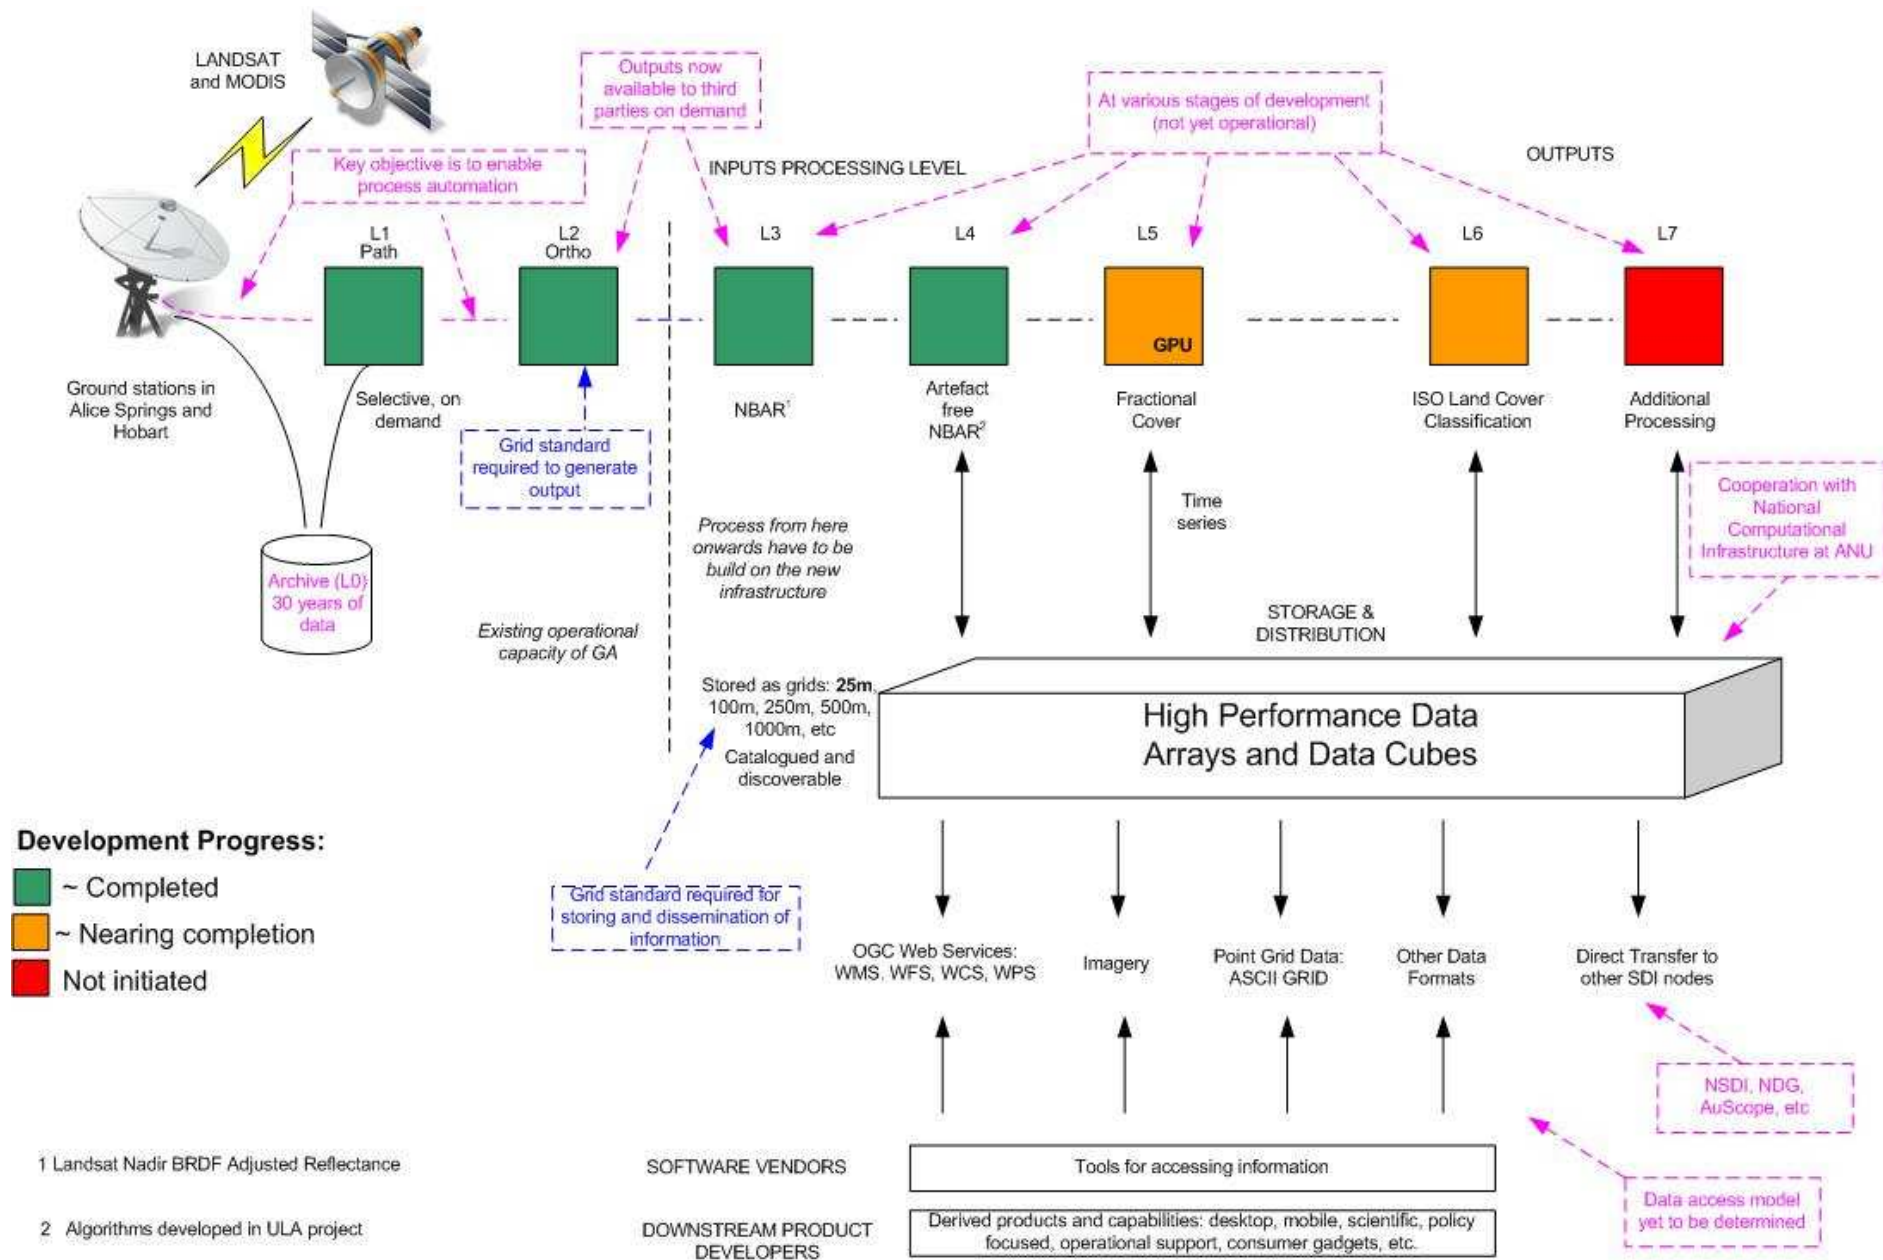 LANDSAT
and MODIS
Outputs now
available to third
parties on demand
At various stages of development
(not yet operational)
Key objective is to enable
process automation
INPUTS PROCESSING LEVEL
OUTPUTS
L1
Path
L2
Ortho
L3
L4
L5
L6
L7
GPU
Ground stations in
Alice Springs and
Hobart
Selective, on
demand
NBAR1
Artefact
free
NBAR2
Fractional
Cover
ISO Land Cover
Classification
Additional
Processing
Grid standard
required to generate
output
Cooperation with
National
Computational
Infrastructure at ANU
Time
series
Process from here
onwards have to be
build on the new
infrastructure
Archive (L0)
30 years of
data
Existing operational
capacity of GA
STORAGE &
DISTRIBUTION
Stored as grids: 25m,
100m, 250m, 500m,
1000m, etc
Catalogued and
discoverable
High Performance Data
Arrays and Data Cubes
Development Progress:
~ Completed
~ Nearing completion
Not initiated
Grid standard required for
storing and dissemination of
information
OGC Web Services:
WMS. WFS, WCS, WPS
Imagery
Point Grid Data:
ASCII GRID
Other Data
Formats
Direct Transfer to
other SDI nodes
NSDI, NDG,
AuScope, etc
1 Landsat Nadir BRDF Adjusted Reflectance
SOFTWARE VENDORS
Tools for accessing information
Data access model
yet to be determined
2 Algorithms developed in ULA project
DOWNSTREAM PRODUCT
DEVELOPERS
Derived products and capabilities: desktop, mobile, scientific, policy
focused, operational support, consumer gadgets, etc.